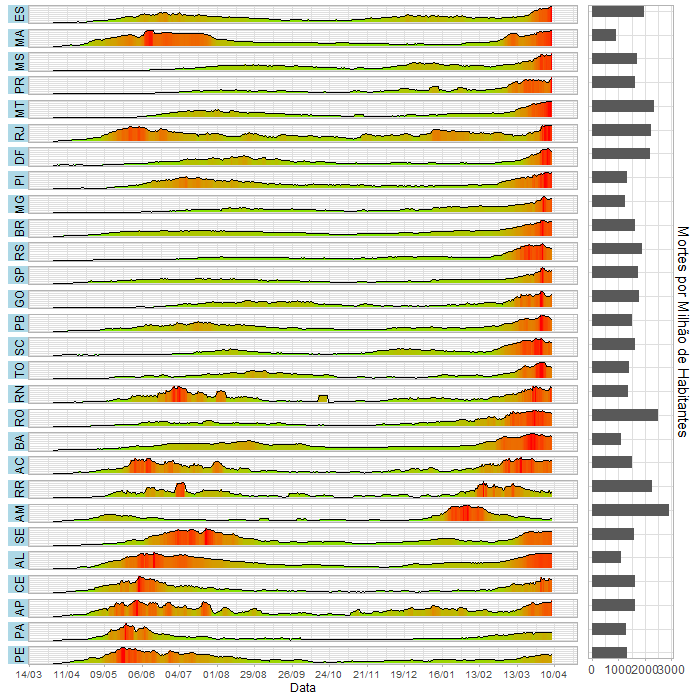 ES
MA
MS
PR
MT
RJ
DF
PI
MG
BR
RS
SP
GO
PB
SC
TO
RN
RO
BA
AC
RR
AM
SE
AL
CE
AP
PA
PE
14/03 11/04 09/05 06/06 04/07 01/08 29/08 26/09 24/10 21/11 19/12 16/01 13/02 13/03 10/04
Data
0 1000 2000 3000
Mortes por Milhão de Habitantes